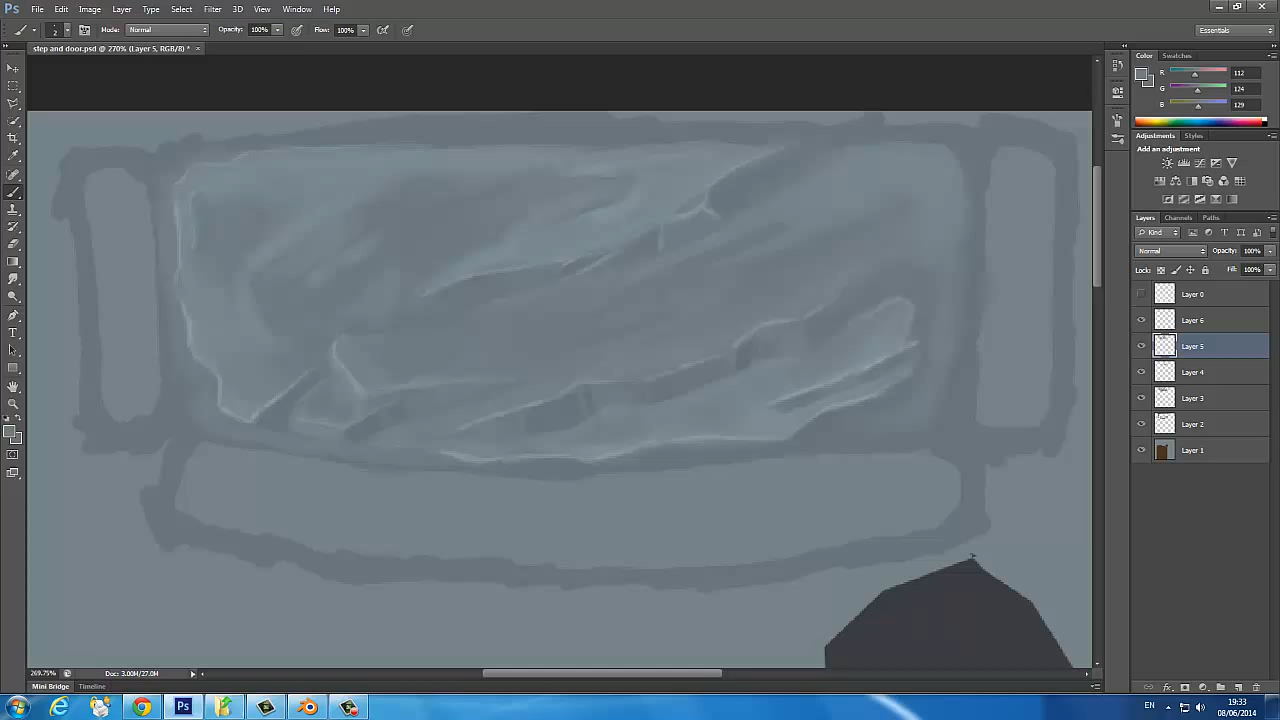 Ps File Edit Image Layer Type Select Filter 3D View Window Help
2 Mode: Normal Opacity: 100% Flow: 100% Essentials
step and door.psd @ 270% (Layer 5, RGB/8) * ×
Color Swatches
R 112
G 124
B 129
Adjustments Styles
Add an adjustment
Layers Channels Paths
Kind
Normal Opacity: 100%
Lock: Fill: 100%
Layer 0
Layer 6
Layer 5
Layer 4
Layer 3
Layer 2
Layer 1
269.75% Doc: 3.00M/27.0M
Mini Bridge Timeline
Ps EN 19:33
08/06/2014